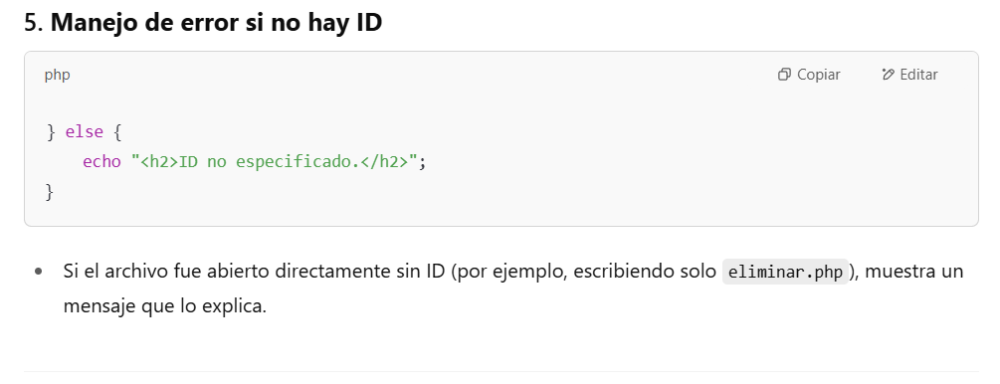 5. Manejo de error si no hay ID
php Copiar Editar
} else {
    echo "<h2>ID no especificado.</h2>";
}
• Si el archivo fue abierto directamente sin ID (por ejemplo, escribiendo solo eliminar.php), muestra un
mensaje que lo explica.